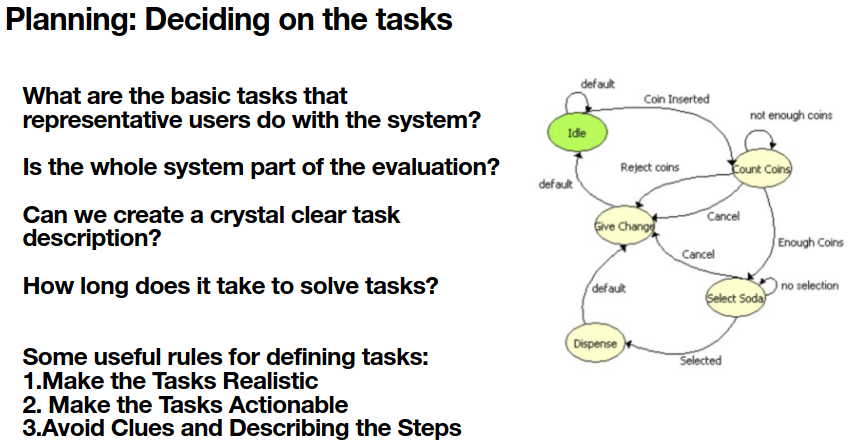 Planning: Deciding on the tasks
What are the basic tasks that
representative users do with the system?
Is the whole system part of the evaluation?
Can we create a crystal clear task
description?
How long does it take to solve tasks?
Some useful rules for defining tasks:
1.Make the Tasks Realistic
2. Make the Tasks Actionable
3.Avoid Clues and Describing the Steps
default
Coin Inserted
not enough coins
Idle
Reject coins
Count Coins
default
Cancel
Give Change
Enough Coins
Cancel
no selection
default
Select Soda
Dispense
Selected